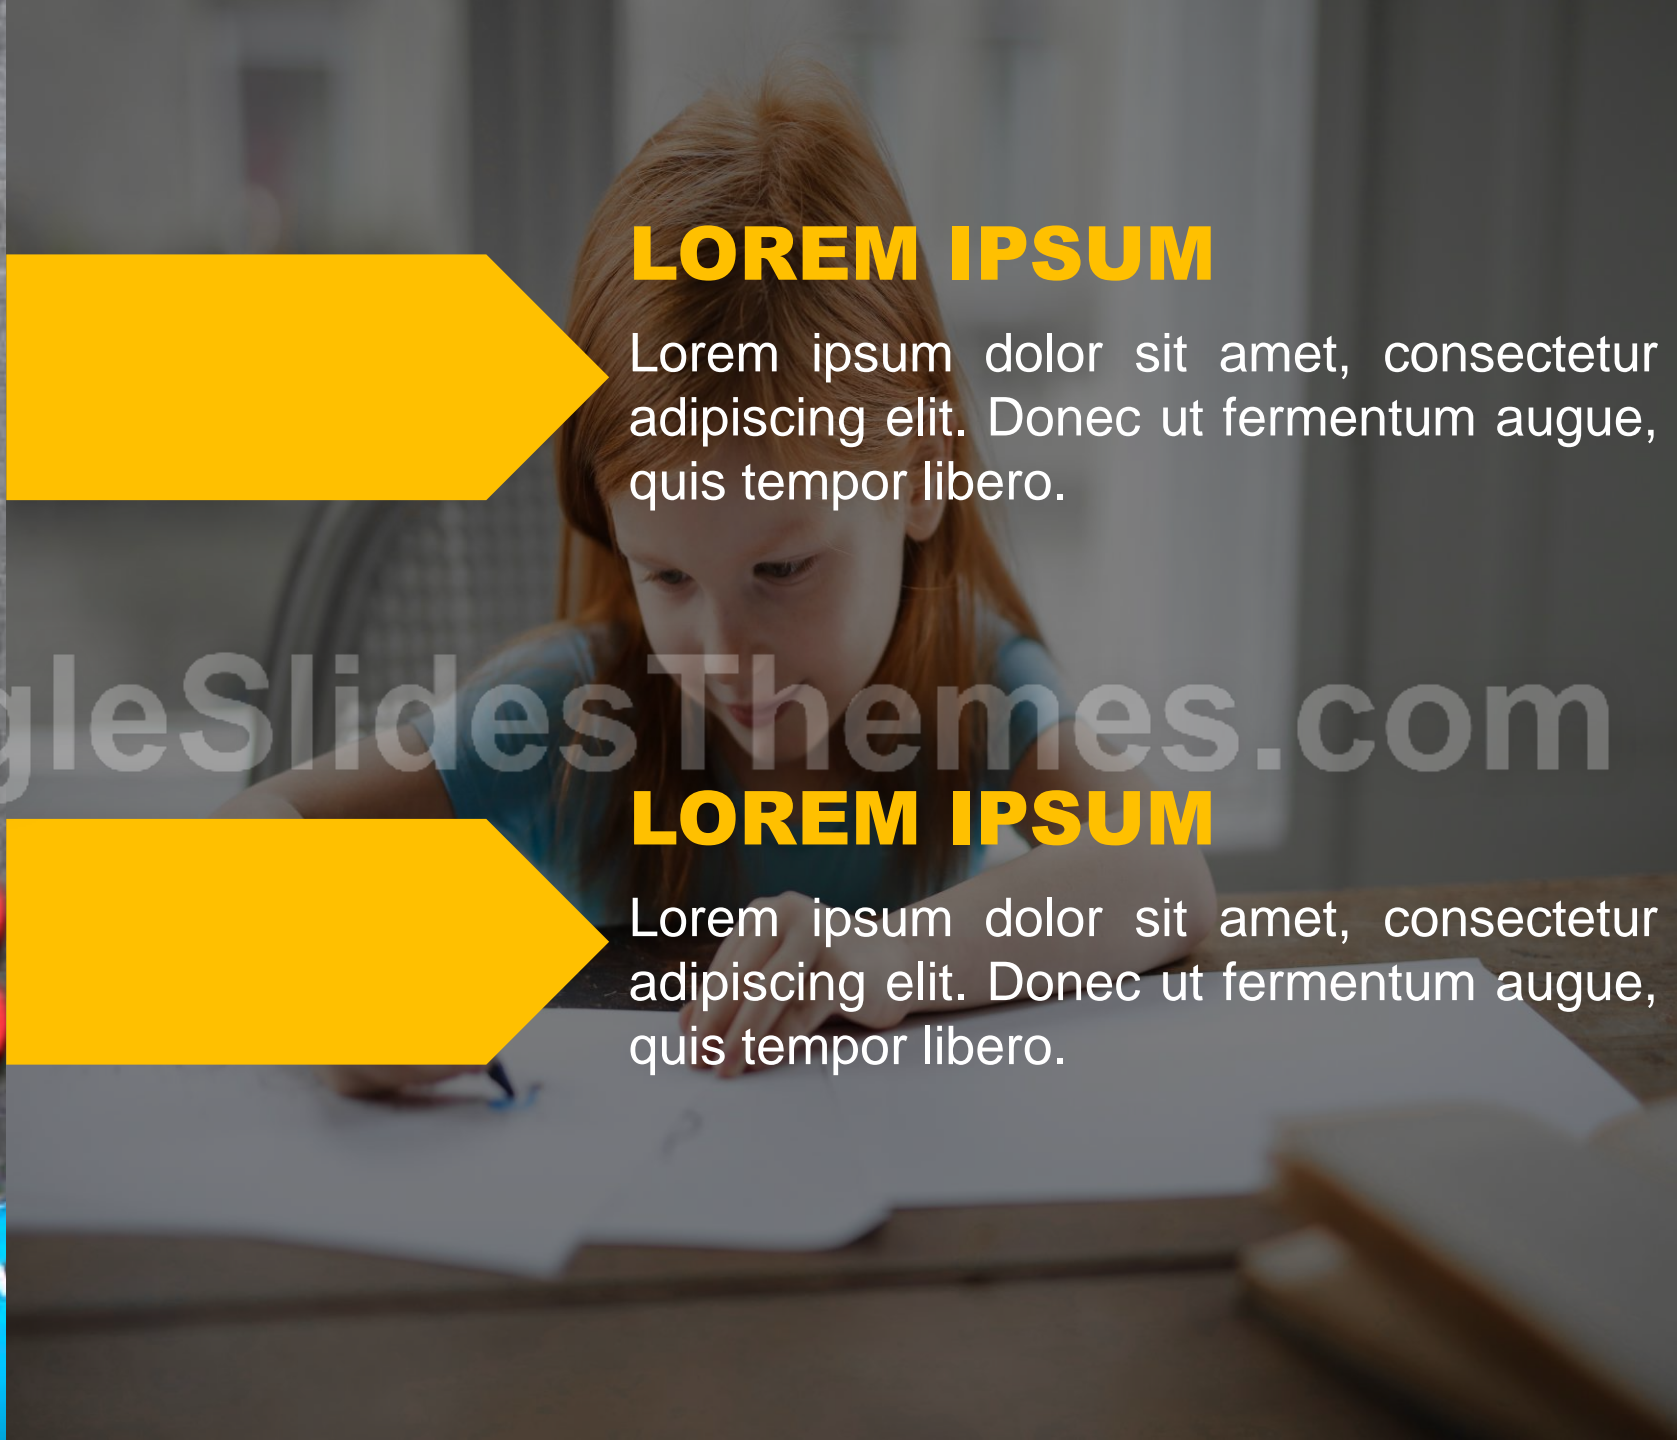 LOREM IPSUM
Lorem ipsum dolor sit amet, consectetur
adipiscing elit. Donec ut fermentum augue,
quis tempor libero.
gleSlidesThemes.com
LOREM IPSUM
Lorem ipsum dolor sit amet, consectetur
adipiscing elit. Donec ut fermentum augue,
quis tempor libero.